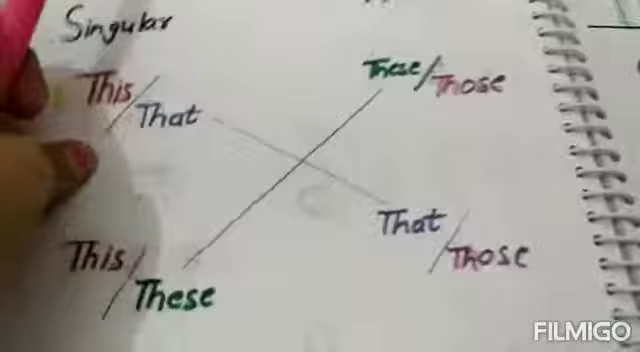 Singular
This/That
These/Those
That/Those
This/These
FILMIGO